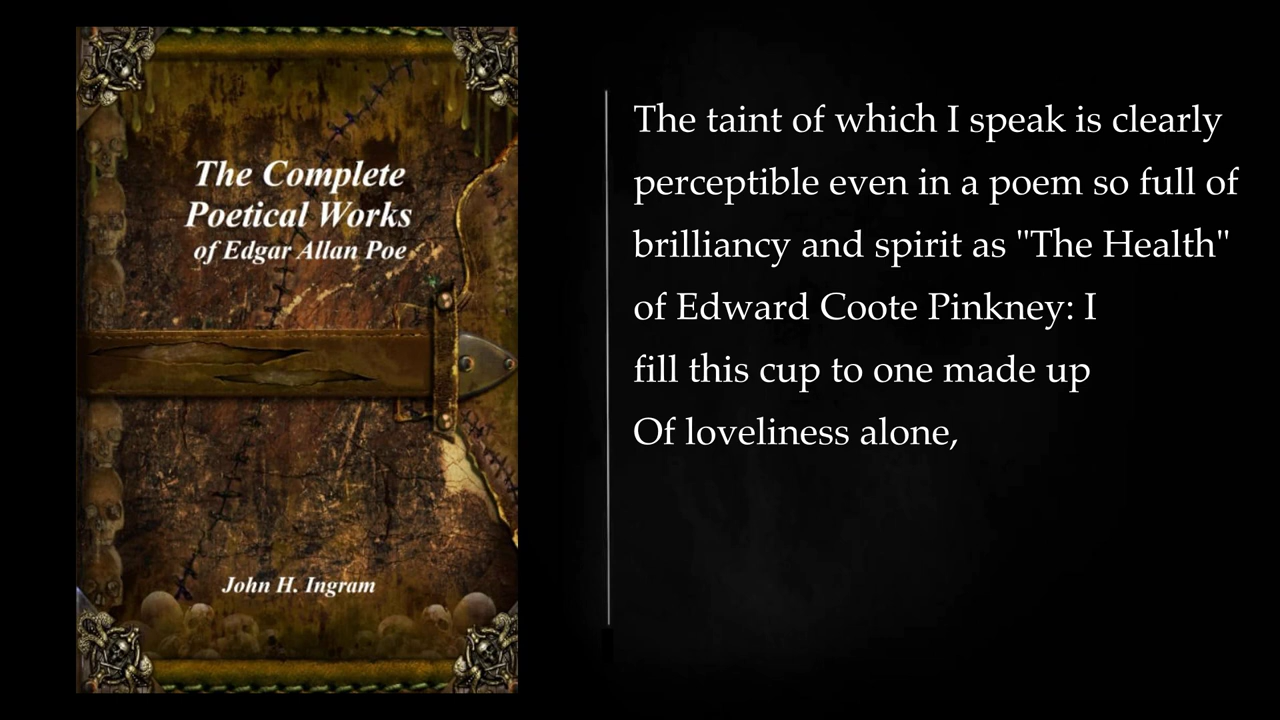 The Complete
Poetical Works
of Edgar Allan Poe
John H. Ingram
The taint of which I speak is clearly
perceptible even in a poem so full of
brilliancy and spirit as "The Health"
of Edward Coote Pinkney: I
fill this cup to one made up
Of loveliness alone,